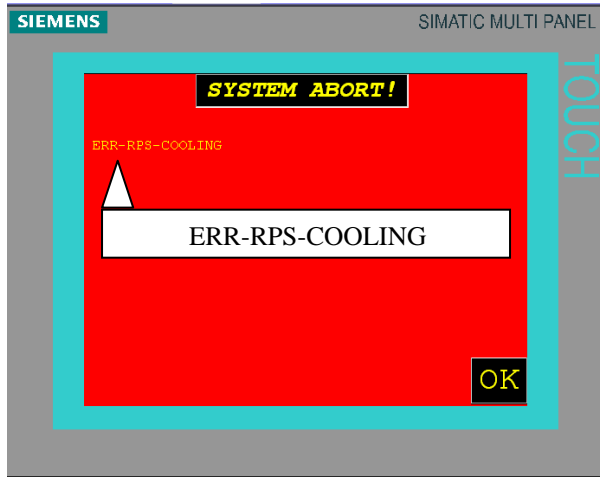 SIEMENS
SIMATIC MULTI PANEL
TOUCH
SYSTEM ABORT!
ERR-RPS-COOLING
ERR-RPS-COOLING
OK